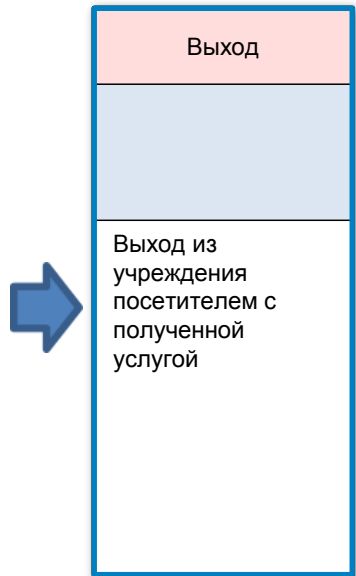 Выход
Выход из
учреждения
посетителем с
полученной
услугой